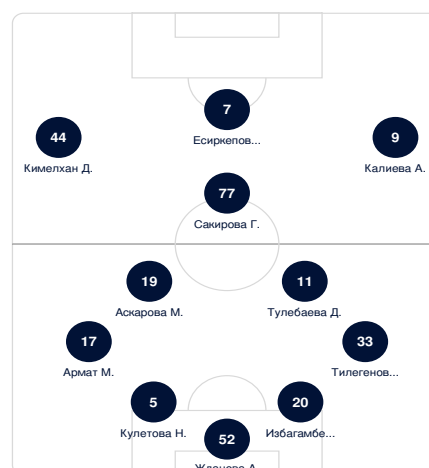 7
Есиркепов...
44
9
Кимелхан Д.
Калиева А.
77
Сакирова Г.
19
11
Аскарова М.
Тулебаева Д.
17
33
Армат М.
Тилегенов...
5
20
Кулетова Н.
Избагамбе...
52